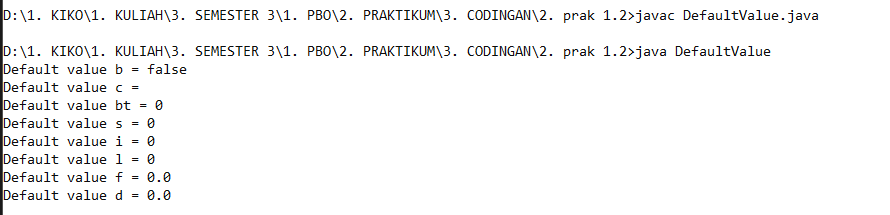 D:\1. KIKO\1. KULIAH\3. SEMESTER 3\1. PBO\2. PRAKTIKUM\3. CODINGAN\2. prak 1.2>javac DefaultValue.java
D:\1. KIKO\1. KULIAH\3. SEMESTER 3\1. PBO\2. PRAKTIKUM\3. CODINGAN\2. prak 1.2>java DefaultValue
Default value b = false
Default value c =
Default value bt = 0
Default value s = 0
Default value i = 0
Default value l = 0
Default value f = 0.0
Default value d = 0.0